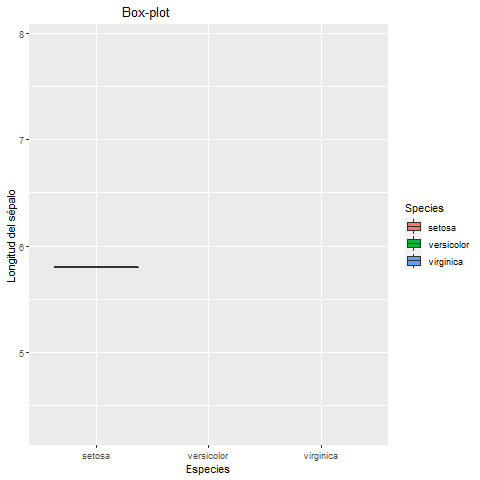 Box-plot
8
7
6
5
Longitud del sépalo
setosa versicolor virginica
Especies
Species
setosa
versicolor
virginica